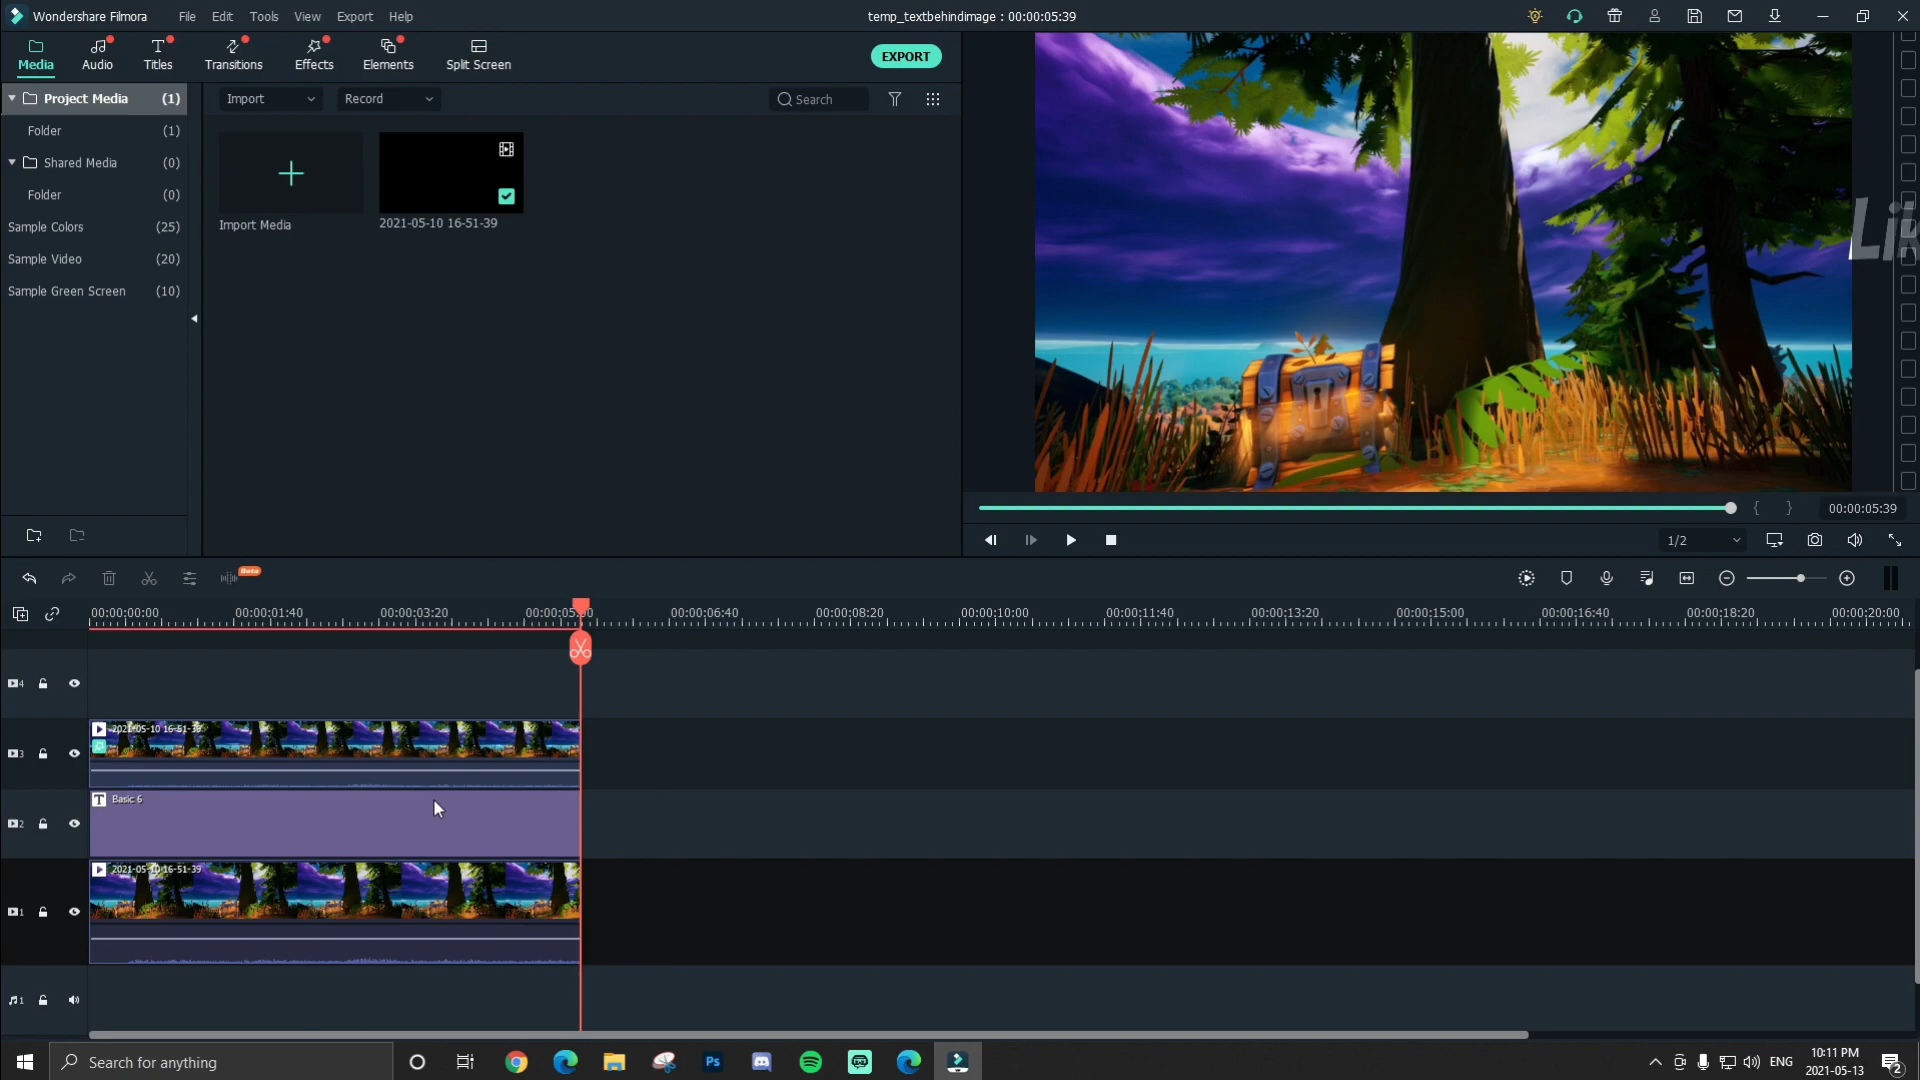 Wondershare Filmora
File Edit Tools View Export Help
temp_textbehindimage : 00:00:05:39
Media Audio Titles Transitions Effects Elements Split Screen
EXPORT
Project Media (1)
Import
Record
Search
Folder (1)
Shared Media (0)
Folder (0)
Sample Colors (25)
Sample Video (20)
Sample Green Screen (10)
Import Media
2021-05-10 16-51-39
Lik
00:00:05:39
1/2
Beta
00:00:00:00 00:00:01:40 00:00:03:20 00:00:06:40 00:00:08:20 00:00:10:00 00:00:11:40 00:00:13:20 00:00:15:00 00:00:16:40 00:00:18:20 00:00:20:00
4
2021-05-10 16-51-39
3
T Basic 6
2
2021-05-10 16-51-39
1
1
Search for anything
Ps
ENG
10:11 PM
2021-05-13
2